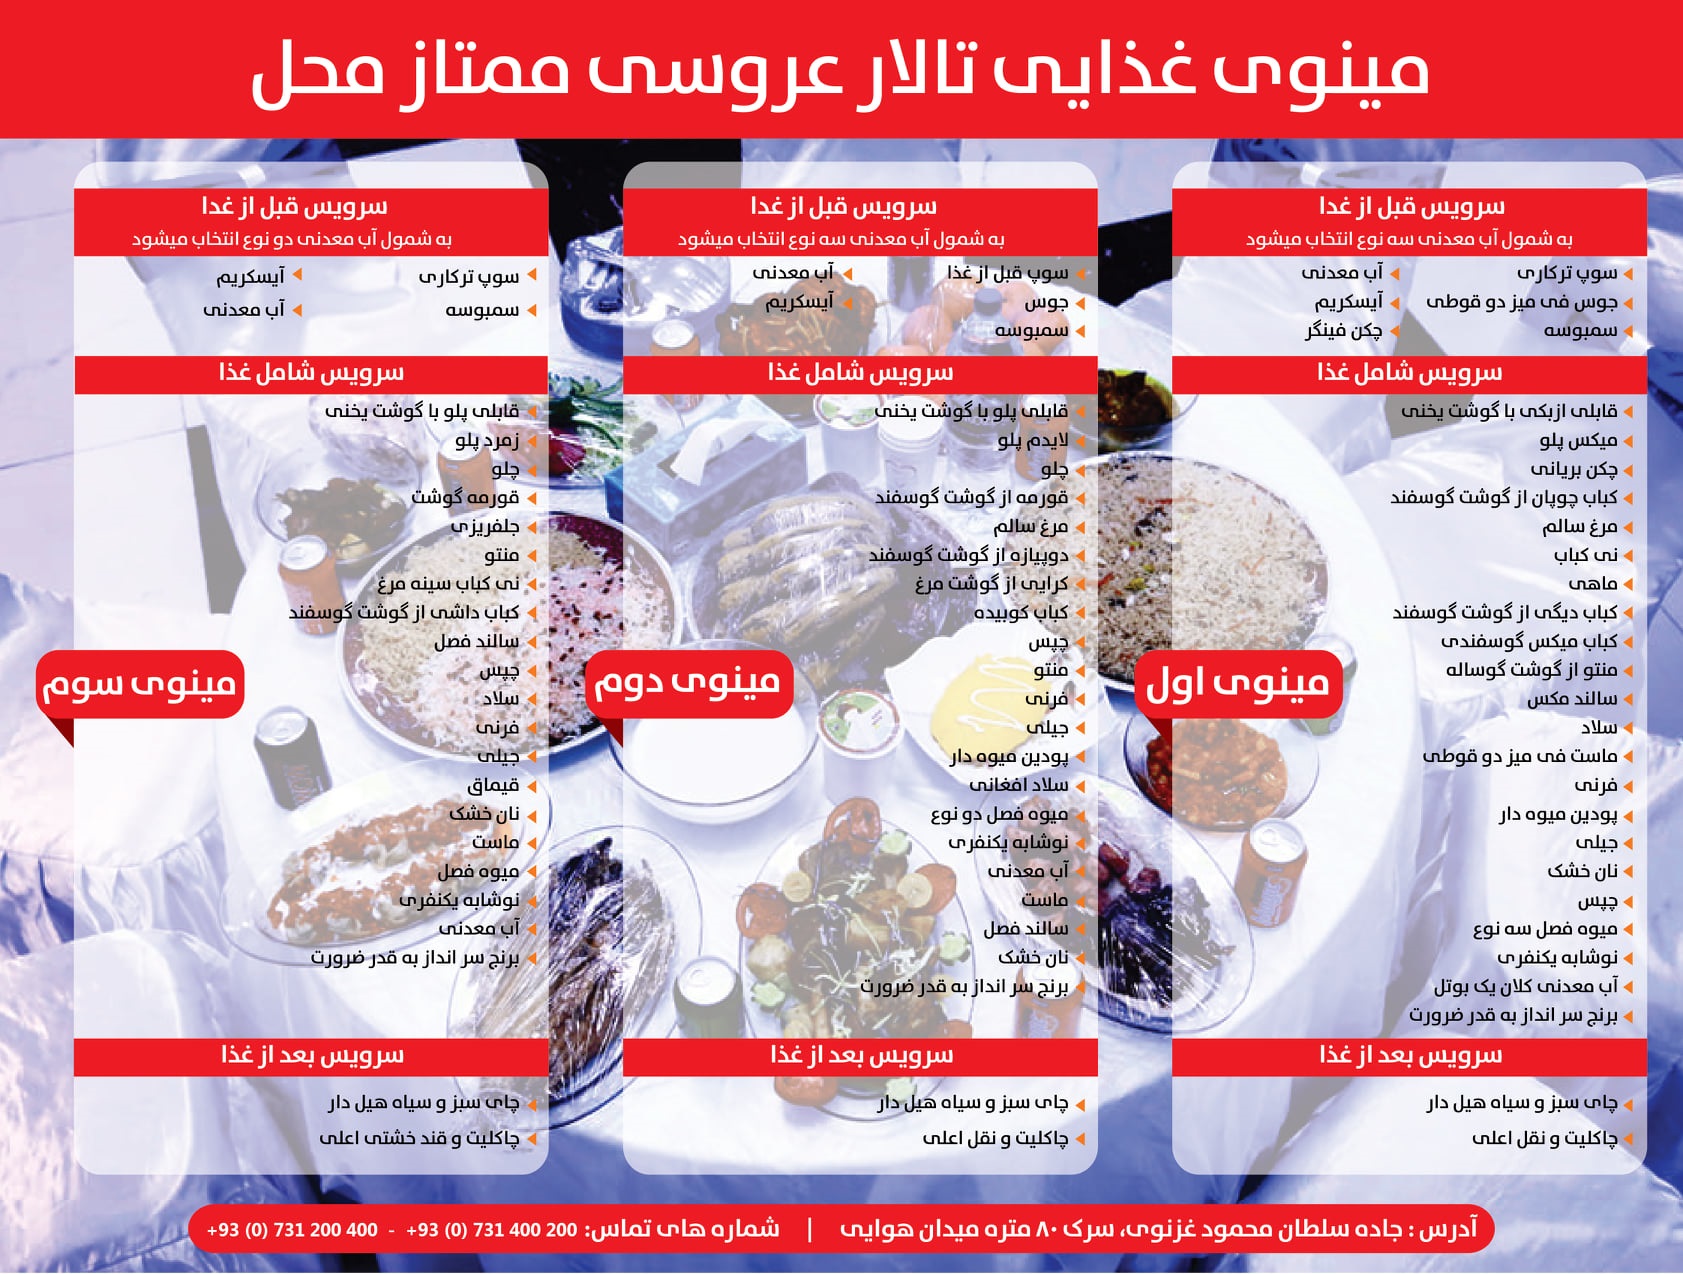 مینوی غذایی تالار عروسی ممتاز محل
سرویس قبل از غدا
به شمول آب معدنی سه نوع انتخاب میشود
سوپ ترکاری
جوس فی میز دو قوطی
سمبوسه
آب معدنی
آیسکریم
چکن فینگر
سرویس شامل غذا
قابلی ازبکی با گوشت یخنی
میکس پلو
چکن بریانی
کباب چوپان از گوشت گوسفند
مرغ سالم
نی کباب
ماهی
کباب دیگی از گوشت گوسفند
کباب میکس گوسفندی
منتو از گوشت گوساله
سالند مکس
سلاد
ماست فی میز دو قوطی
فرنی
پودین میوه دار
جیلی
نان خشک
چپس
میوه فصل سه نوع
نوشابه یکنفری
آب معدنی کلان یک بوتل
برنج سر انداز به قدر ضرورت
مینوی اول
سرویس بعد از غذا
چای سبز و سیاه هیل دار
چاکلیت و نقل اعلی
سرویس قبل از غدا
به شمول آب معدنی سه نوع انتخاب میشود
سوپ قبل از غذا
جوس
سمبوسه
آب معدنی
آیسکریم
سرویس شامل غذا
قابلی پلو با گوشت یخنی
لایدم پلو
چلو
قورمه از گوشت گوسفند
مرغ سالم
دوپیازه از گوشت گوسفند
کرایی از گوشت مرغ
کباب کوبیده
چپس
منتو
فرنی
جیلی
پودین میوه دار
سلاد افغانی
میوه فصل دو نوع
نوشابه یکنفری
آب معدنی
ماست
سالند فصل
نان خشک
برنج سر انداز به قدر ضرورت
مینوی دوم
سرویس بعد از غذا
چای سبز و سیاه هیل دار
چاکلیت و نقل اعلی
سرویس قبل از غدا
به شمول آب معدنی دو نوع انتخاب میشود
سوپ ترکاری
سمبوسه
آیسکریم
آب معدنی
سرویس شامل غذا
قابلی پلو با گوشت یخنی
زمرد پلو
چلو
قورمه گوشت
جلفریزی
منتو
نی کباب سینه مرغ
کباب داشی از گوشت گوسفند
سالند فصل
چپس
سلاد
فرنی
جیلی
قیماق
نان خشک
ماست
میوه فصل
نوشابه یکنفری
آب معدنی
برنج سر انداز به قدر ضرورت
مینوی سوم
سرویس بعد از غذا
چای سبز و سیاه هیل دار
چاکلیت و قند خشتی اعلی
آدرس : جاده سلطان محمود غزنوی، سرک ۸۰ متره میدان هوایی | شماره های تماس: +93 (0) 731 400 200 - +93 (0) 731 200 400